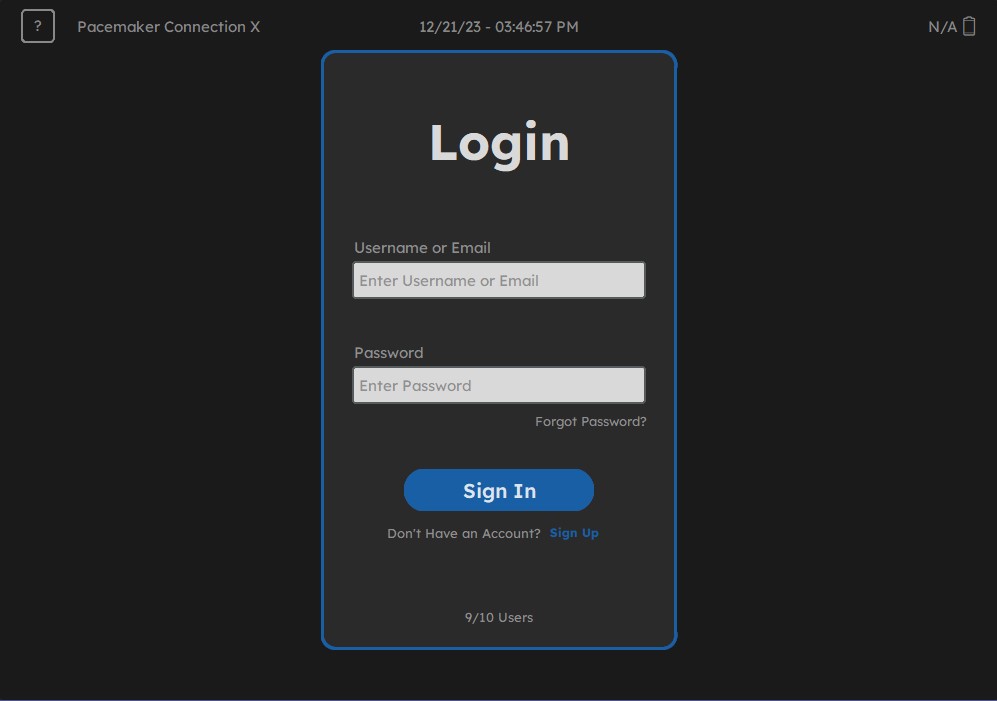 ? Pacemaker Connection X 12/21/23 - 03:46:57 PM N/A
Login
Username or Email
Enter Username or Email
Password
Enter Password
Forgot Password?
Sign In
Don't Have an Account? Sign Up
9/10 Users